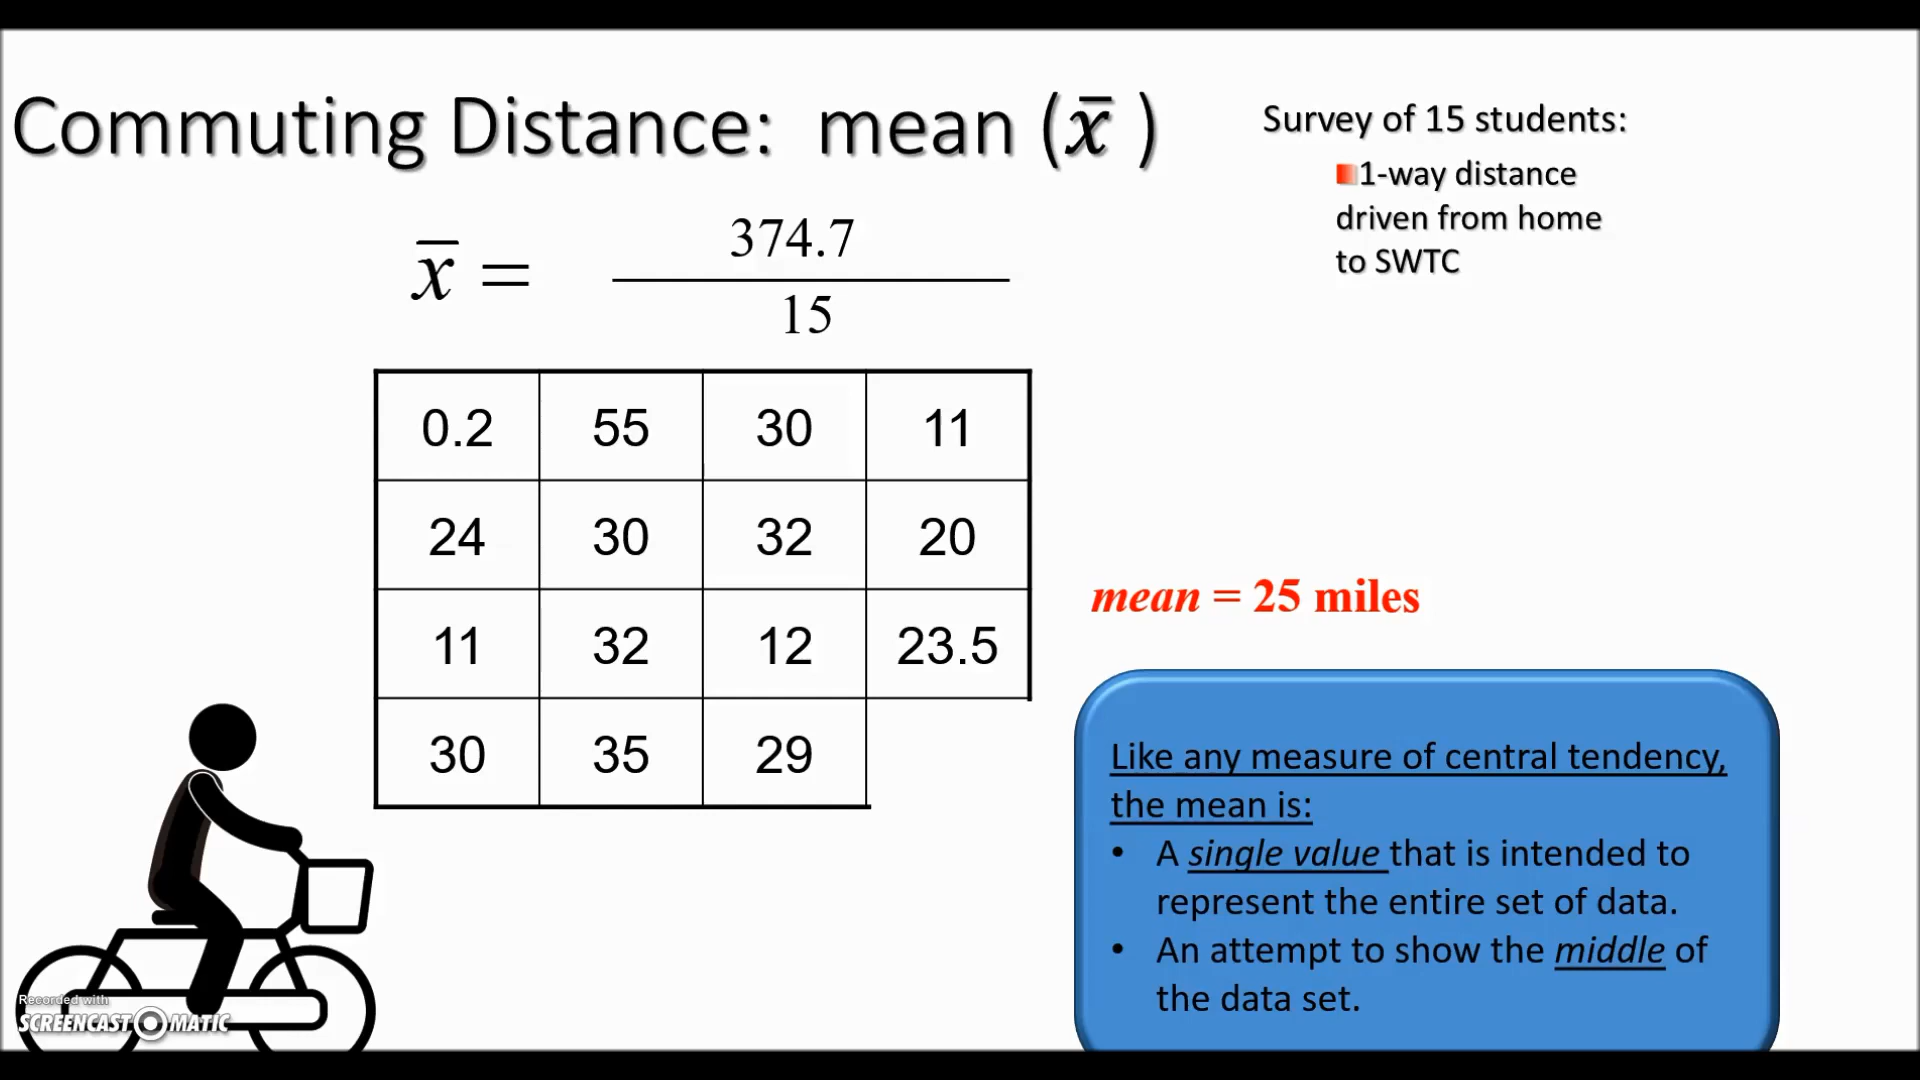 Commuting Distance: mean (x̄ )
Survey of 15 students:
1-way distance
driven from home
to SWTC
x̄ = 374.7
15
0.2 55 30 11
24 30 32 20
11 32 12 23.5
30 35 29
mean = 25 miles
Like any measure of central tendency,
the mean is:
• A single value that is intended to
represent the entire set of data.
• An attempt to show the middle of
the data set.
Recorded with
SCREENCAST O MATIC